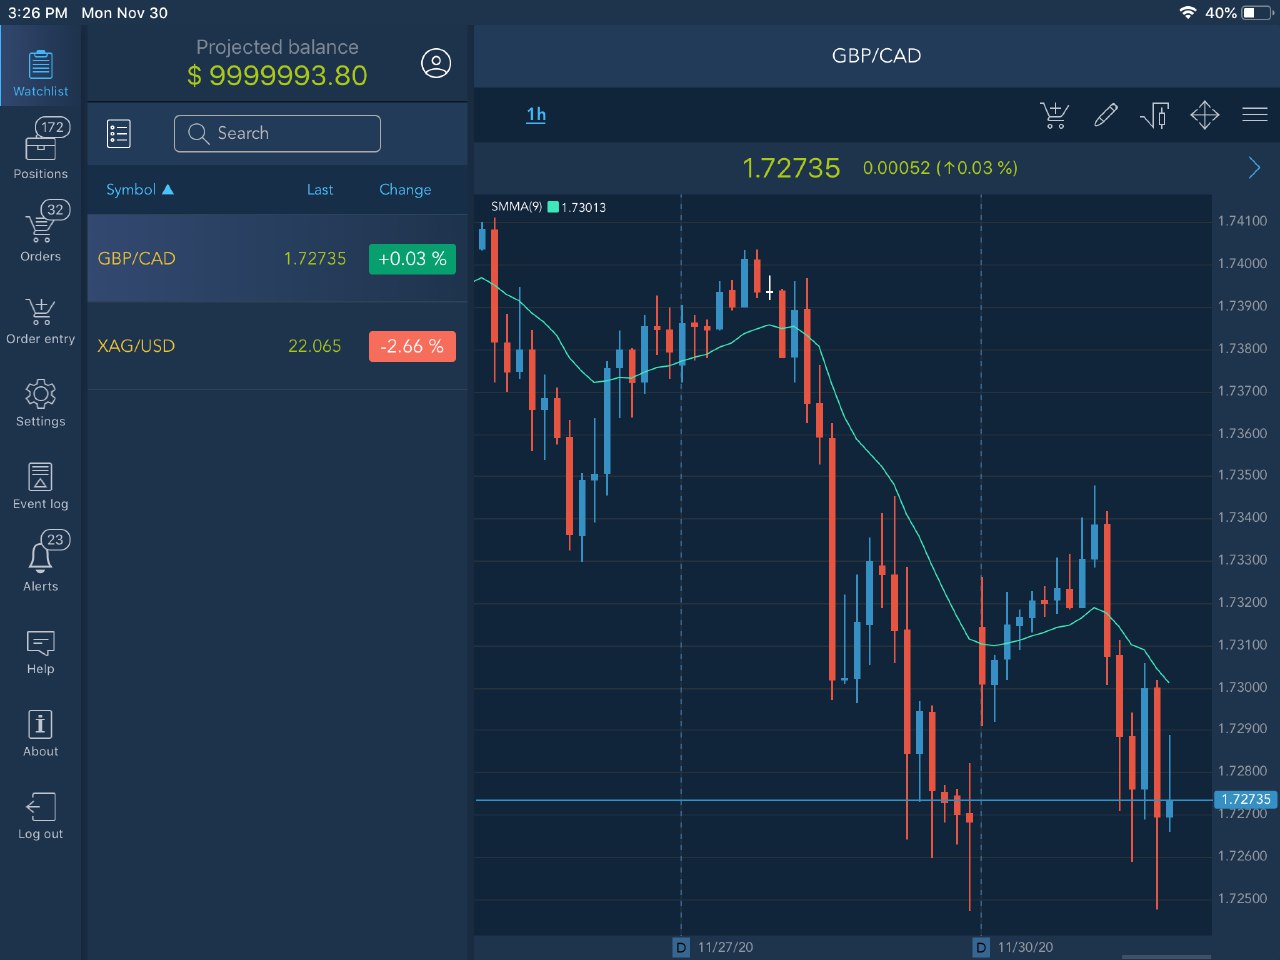 3:26 PM Mon Nov 30
40%
Watchlist
172
Positions
32
Orders
Order entry
Settings
Event log
23
Alerts
Help
About
Log out
Projected balance
$ 9999993.80
Search
Symbol ▲ Last Change
GBP/CAD 1.72735 +0.03 %
XAG/USD 22.065 -2.66 %
GBP/CAD
1h
1.72735 0.00052 (↑0.03 %)
SMMA(9) 1.73013
1.74100
1.74000
1.73900
1.73800
1.73700
1.73600
1.73500
1.73400
1.73300
1.73200
1.73100
1.73000
1.72900
1.72800
1.72735
1.72700
1.72600
1.72500
D 11/27/20 D 11/30/20